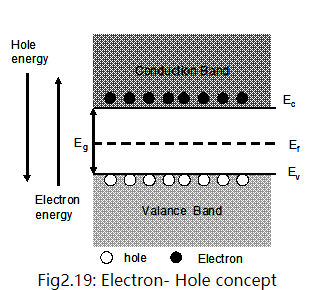 Hole
energy
Conduction Band
E_c
E_g
E_f
E_v
Electron
energy
Valance Band
hole
Electron
Fig2.19: Electron- Hole concept